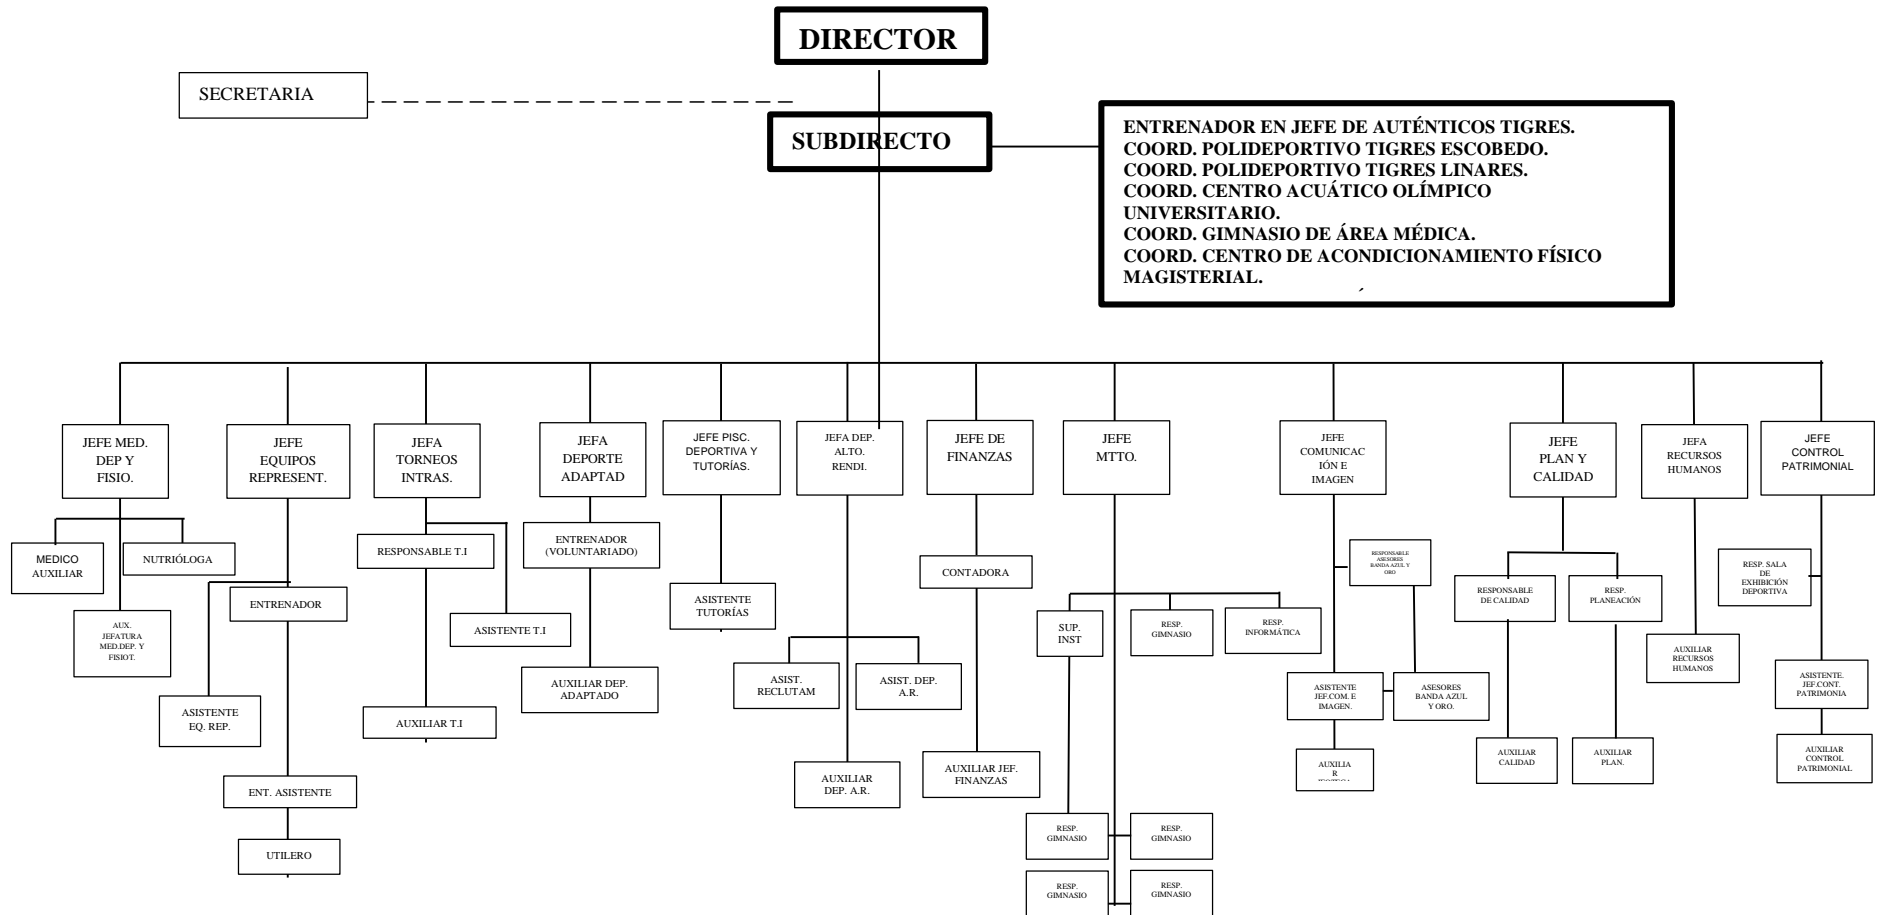 DIRECTOR
SECRETARIA
SUBDIRECTO
ENTRENADOR EN JEFE DE AUTÉNTICOS TIGRES.
COORD. POLIDEPORTIVO TIGRES ESCOBEDO.
COORD. POLIDEPORTIVO TIGRES LINARES.
COORD. CENTRO ACUÁTICO OLÍMPICO
UNIVERSITARIO.
COORD. GIMNASIO DE ÁREA MÉDICA.
COORD. CENTRO DE ACONDICIONAMIENTO FÍSICO
MAGISTERIAL.
JEFE MED.
DEP Y
FISIO.
JEFE
EQUIPOS
REPRESENT.
JEFA
TORNEOS
INTRAS.
JEFA
DEPORTE
ADAPTAD
JEFE PISC.
DEPORTIVA Y
TUTORÍAS.
JEFA DEP.
ALTO.
RENDI.
JEFE DE
FINANZAS
JEFE
MTTO.
JEFE
COMUNICAC
IÓN E
IMAGEN
JEFE
PLAN Y
CALIDAD
JEFA
RECURSOS
HUMANOS
JEFE
CONTROL
PATRIMONIAL
MEDICO
AUXILIAR
NUTRIÓLOGA
AUX.
JEFATURA
MED.DEP. Y
FISIOT.
ENTRENADOR
ASISTENTE
EQ. REP.
ENT. ASISTENTE
UTILERO
RESPONSABLE T.I
ASISTENTE T.I
AUXILIAR T.I
ENTRENADOR
(VOLUNTARIADO)
AUXILIAR DEP.
ADAPTADO
ASISTENTE
TUTORÍAS
ASIST.
RECLUTAM
ASIST. DEP.
A.R.
AUXILIAR
DEP. A.R.
CONTADORA
AUXILIAR JEF.
FINANZAS
SUP.
INST
RESP.
GIMNASIO
RESP.
INFORMÁTICA
RESP.
GIMNASIO
RESP.
GIMNASIO
RESP.
GIMNASIO
RESP.
GIMNASIO
RESPONSABLE
ASESORES
BANDA AZUL Y
ORO
ASISTENTE
JEF.COM. E
IMAGEN.
ASESORES
BANDA AZUL
Y ORO.
AUXILIA
R
RESPONSABLE
DE CALIDAD
RESP.
PLANEACIÓN
AUXILIAR
CALIDAD
AUXILIAR
PLAN.
AUXILIAR
RECURSOS
HUMANOS
RESP. SALA
DE
EXHIBICIÓN
DEPORTIVA
ASISTENTE.
JEF.CONT.
PATRIMONIA
AUXILIAR
CONTROL
PATRIMONIAL